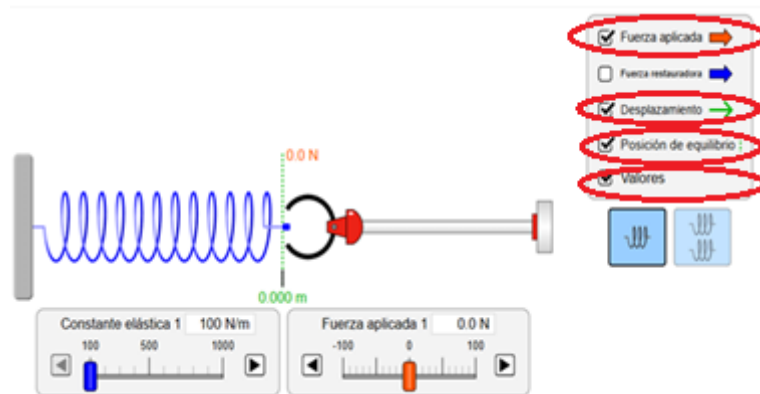 Fuerza aplicada
Fuerza restauradora
Desplazamiento
Posición de equilibrio
Valores
0.0 N
0.000 m
Constante elástica 1 100 N/m
100 500 1000
Fuerza aplicada 1 0.0 N
-100 0 100